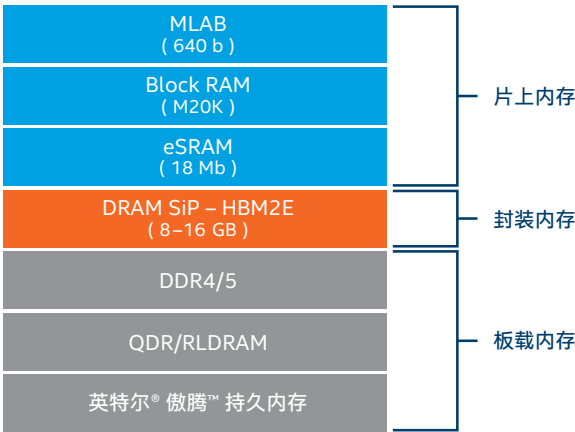 MLAB
( 640 b )
Block RAM
( M20K )
eSRAM
( 18 Mb )
片上内存
DRAM SiP – HBM2E
( 8–16 GB )
封装内存
DDR4/5
QDR/RLDRAM
英特尔® 傲腾™ 持久内存
板载内存